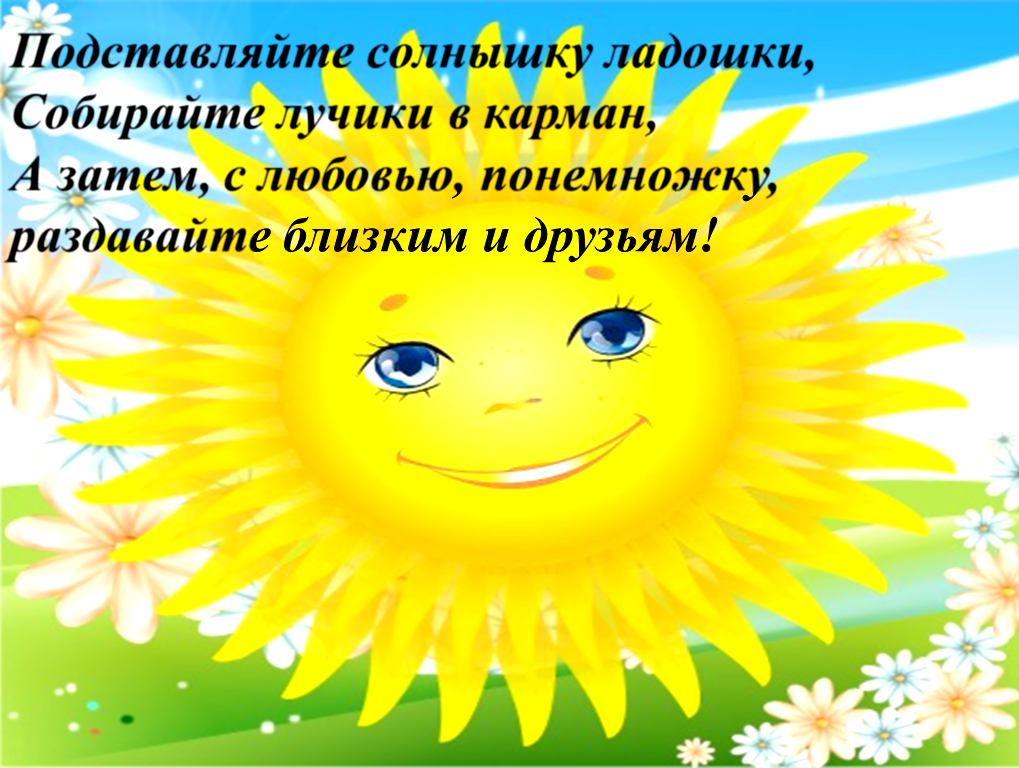 Подставляйте солнышку ладошки,
Собирайте лучики в карман,
А затем, с любовью, понемножку,
раздавайте близким и друзьям!